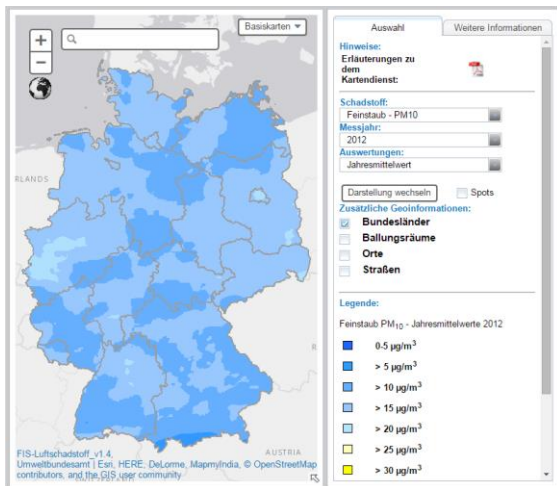 Basiskarten
RLANDS
AUSTRIA
FIS-Luftschadstoff_v1.4,
Umweltbundesamt | Esri, HERE, DeLorme, MapmyIndia, © OpenStreetMap
contributors, and the GIS user community
Auswahl
Weitere Informationen
Hinweise:
Erläuterungen zu
dem
Kartendienst:
Schadstoff:
Feinstaub - PM10
Messjahr:
2012
Auswertungen:
Jahresmittelwert
Darstellung wechseln
Spots
Zusätzliche Geoinformationen:
Bundesländer
Ballungsräume
Orte
Straßen
Legende:
Feinstaub PM10 - Jahresmittelwerte 2012
0-5 µg/m³
> 5 µg/m³
> 10 µg/m³
> 15 µg/m³
> 20 µg/m³
> 25 µg/m³
> 30 µg/m³